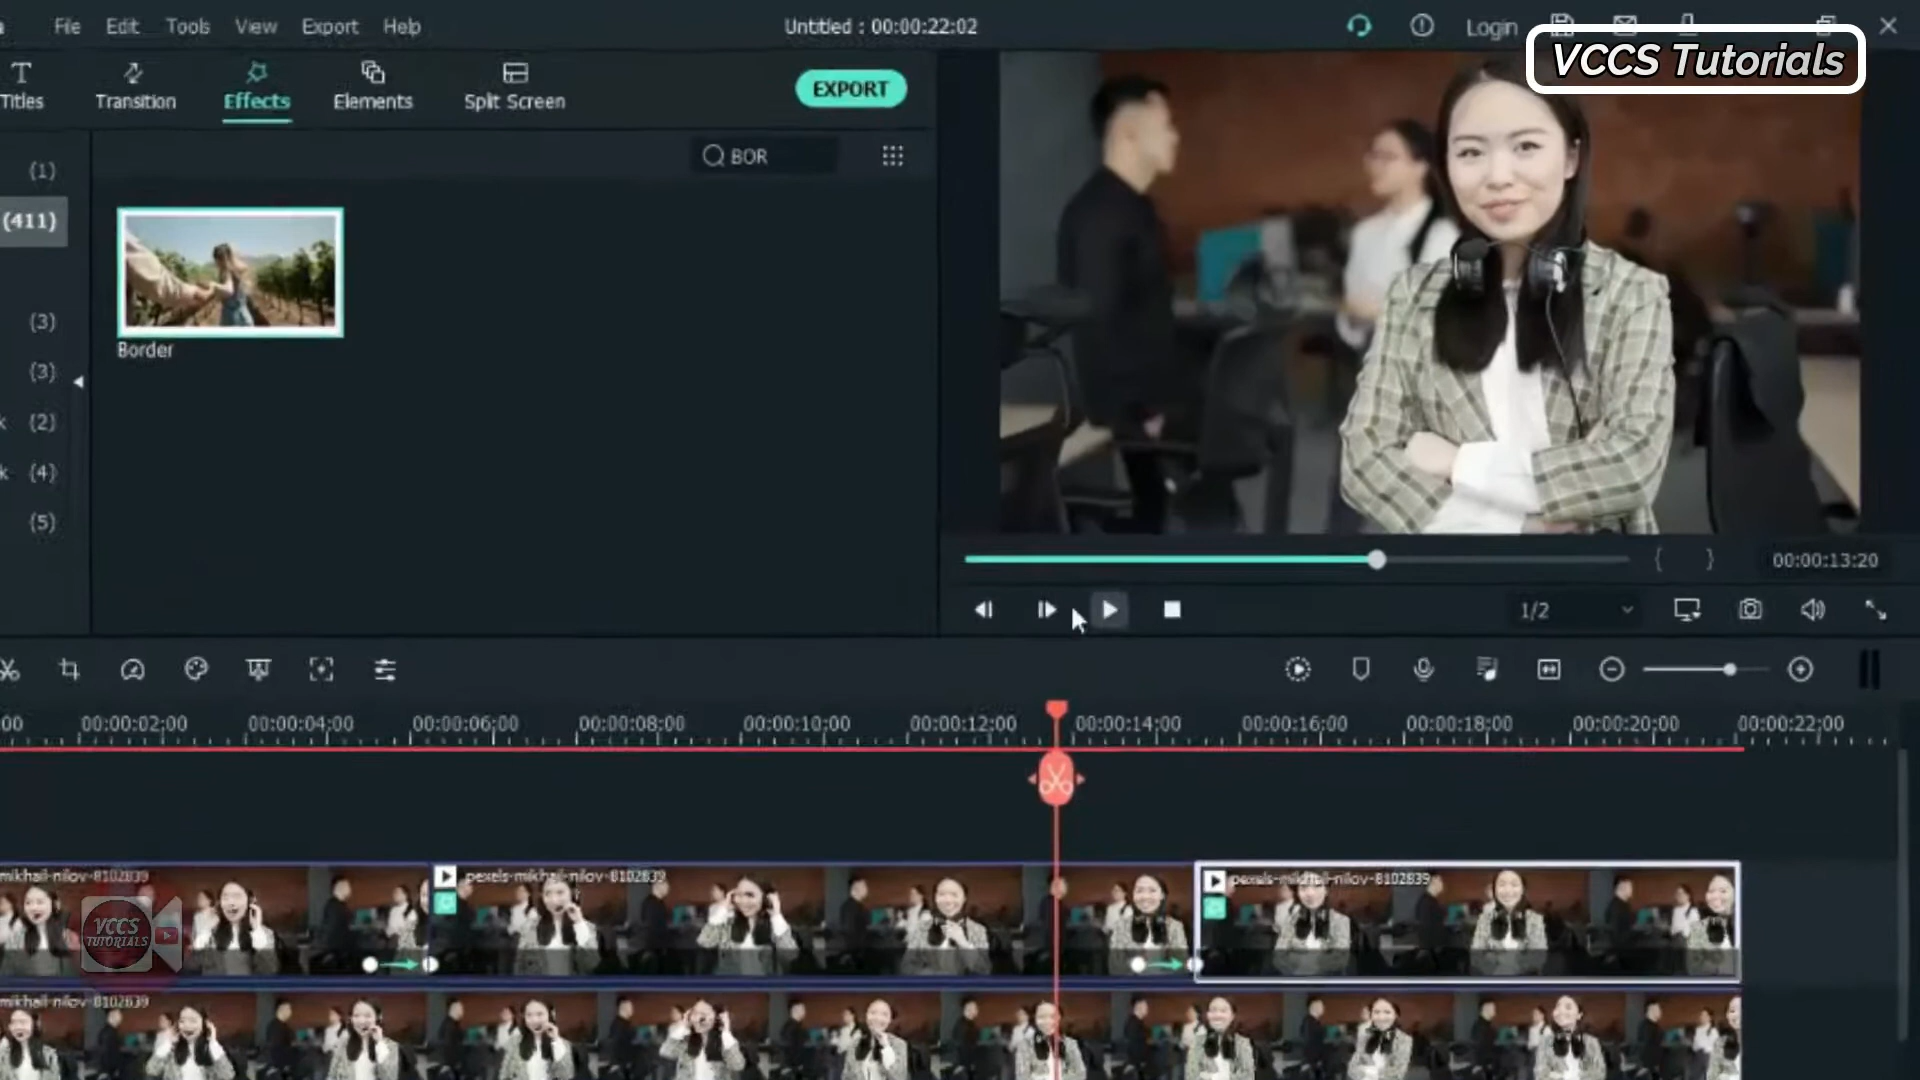 File Edit Tools View Export Help
Untitled : 00:00:22:02
Login
VCCS Tutorials
Titles Transition Effects Elements Split Screen
EXPORT
BOR
(1)
(411)
(3)
(3)
k (2)
k (4)
(5)
Border
00:00:13:20
1/2
00 00:00:02:00 00:00:04:00 00:00:06:00 00:00:08:00 00:00:10:00 00:00:12:00 00:00:14:00 00:00:16:00 00:00:18:00 00:00:20:00 00:00:22:00
mikhail-nilov-8102839 pexels-mikhail-nilov-8102839 pexels-mikhail-nilov-8102839
VCCS
TUTORIALS
mikhail-nilov-8102839